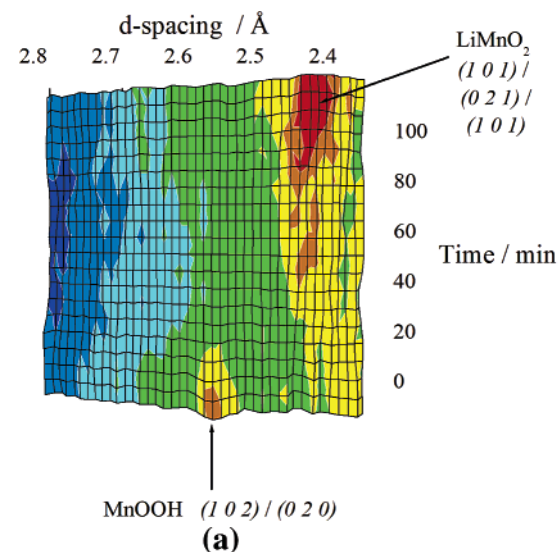 d-spacing / Å
2.8 2.7 2.6 2.5 2.4
LiMnO₂
(1 0 1) /
(0 2 1) /
(1 0 1)
100
80
60
Time / min
40
20
0
MnOOH (1 0 2) / (0 2 0)
(a)